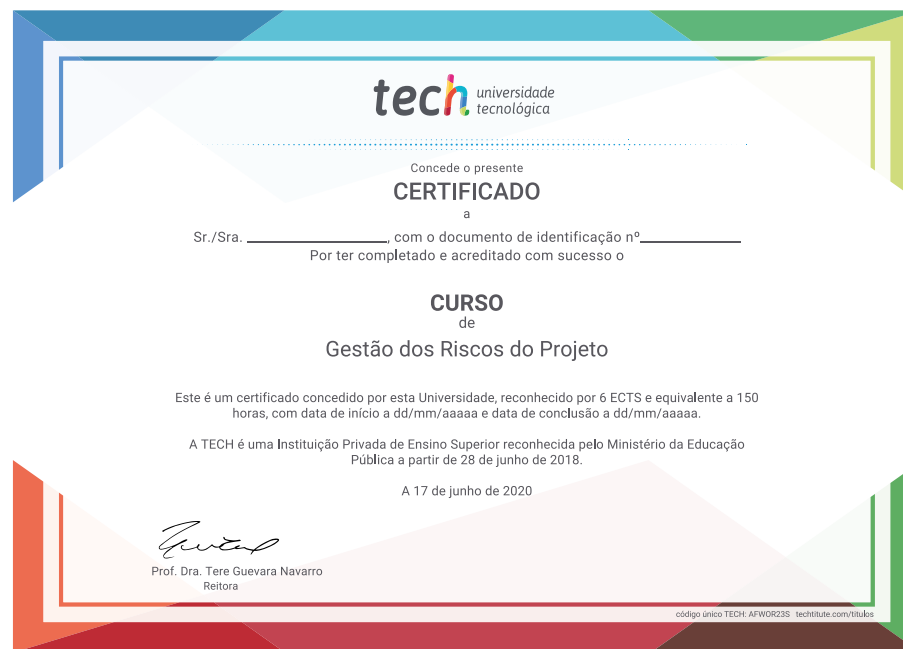 tech universidade
tecnológica
Concede o presente
CERTIFICADO
a
Sr./Sra. ____________, com o documento de identificação nº____________
Por ter completado e acreditado com sucesso o
CURSO
de
Gestão dos Riscos do Projeto
Este é um certificado concedido por esta Universidade, reconhecido por 6 ECTS e equivalente a 150
horas, com data de início a dd/mm/aaaaa e data de conclusão a dd/mm/aaaaa.
A TECH é uma Instituição Privada de Ensino Superior reconhecida pelo Ministério da Educação
Pública a partir de 28 de junho de 2018.
A 17 de junho de 2020
Prof. Dra. Tere Guevara Navarro
Reitora
código único TECH: AFWOR23S techtitute.com/titulos